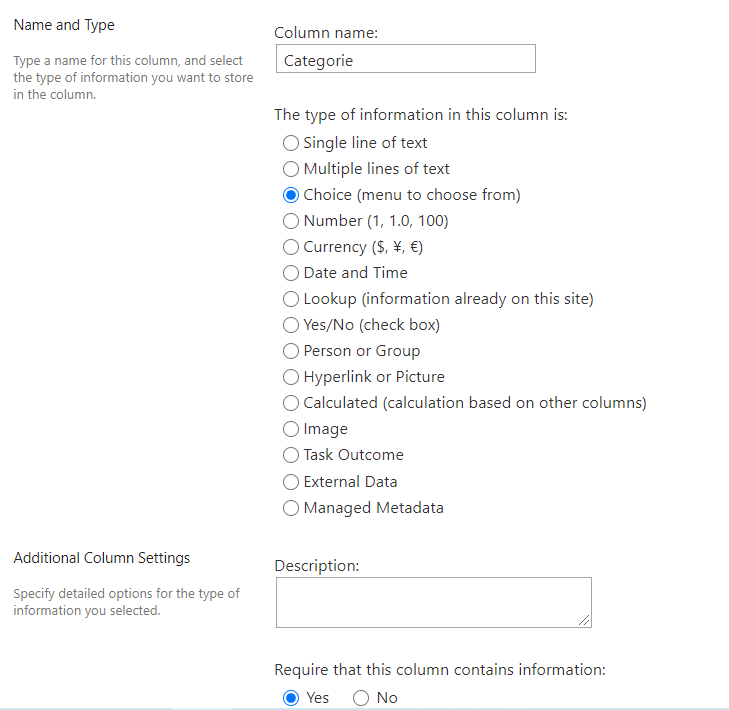 Name and Type
Type a name for this column, and select
the type of information you want to store
in the column.
Column name:
Categorie
The type of information in this column is:
Single line of text
Multiple lines of text
Choice (menu to choose from)
Number (1, 1.0, 100)
Currency ($, ¥, €)
Date and Time
Lookup (information already on this site)
Yes/No (check box)
Person or Group
Hyperlink or Picture
Calculated (calculation based on other columns)
Image
Task Outcome
External Data
Managed Metadata
Additional Column Settings
Specify detailed options for the type of
information you selected.
Description:
Require that this column contains information:
Yes No